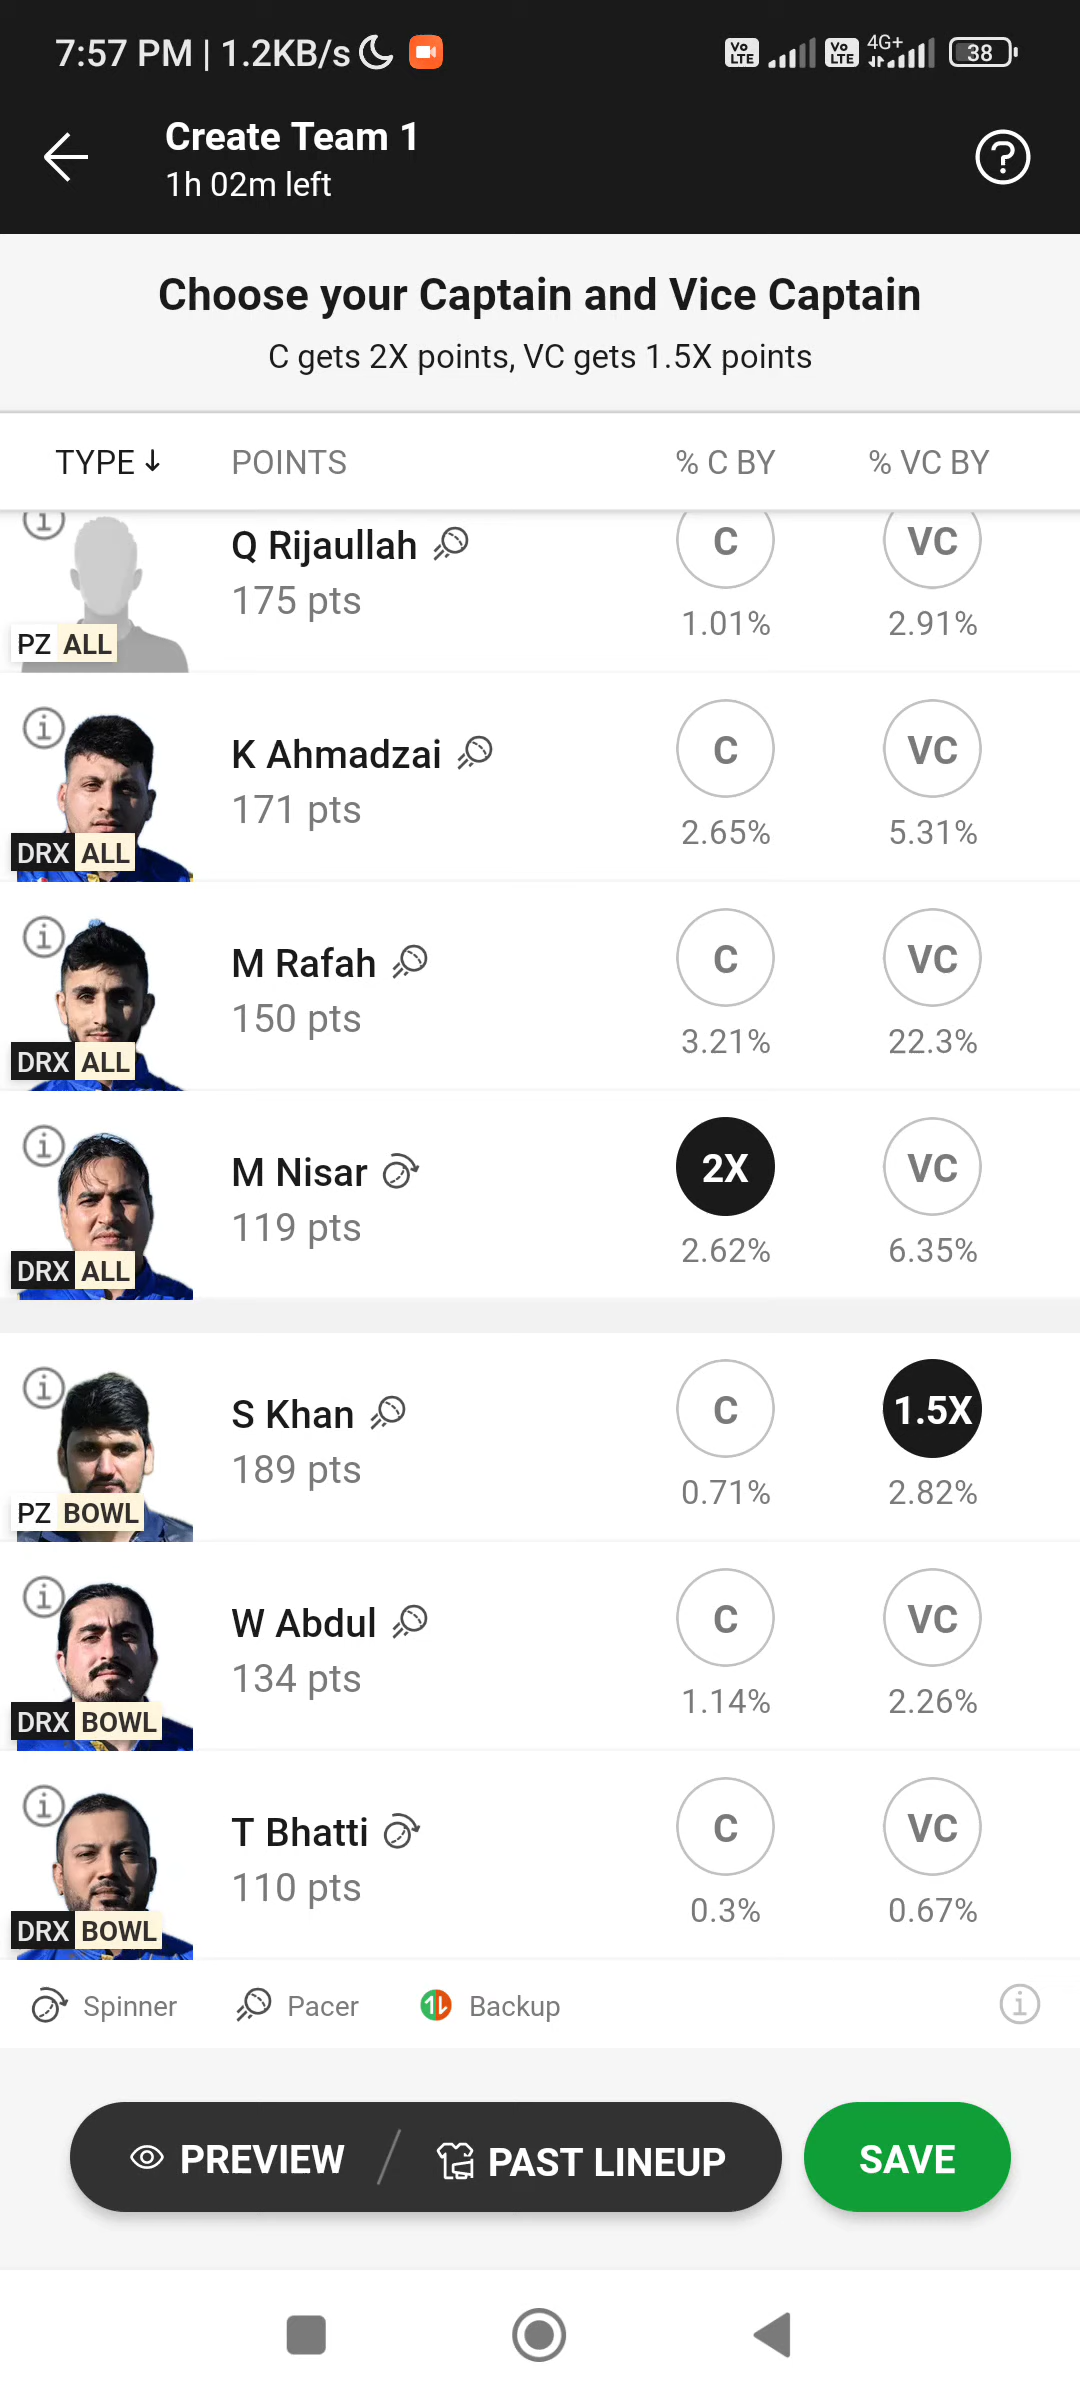 7:57 PM | 1.2KB/s Vo LTE Vo LTE 4G+ 38
Create Team 1
1h 02m left
Choose your Captain and Vice Captain
C gets 2X points, VC gets 1.5X points
TYPE ↓ POINTS % C BY % VC BY
Q Rijaullah C VC
175 pts 1.01% 2.91%
PZ ALL
K Ahmadzai C VC
171 pts 2.65% 5.31%
DRX ALL
M Rafah C VC
150 pts 3.21% 22.3%
DRX ALL
M Nisar 2X VC
119 pts 2.62% 6.35%
DRX ALL
S Khan C 1.5X
189 pts 0.71% 2.82%
PZ BOWL
W Abdul C VC
134 pts 1.14% 2.26%
DRX BOWL
T Bhatti C VC
110 pts 0.3% 0.67%
DRX BOWL
Spinner Pacer Backup
PREVIEW / PAST LINEUP SAVE